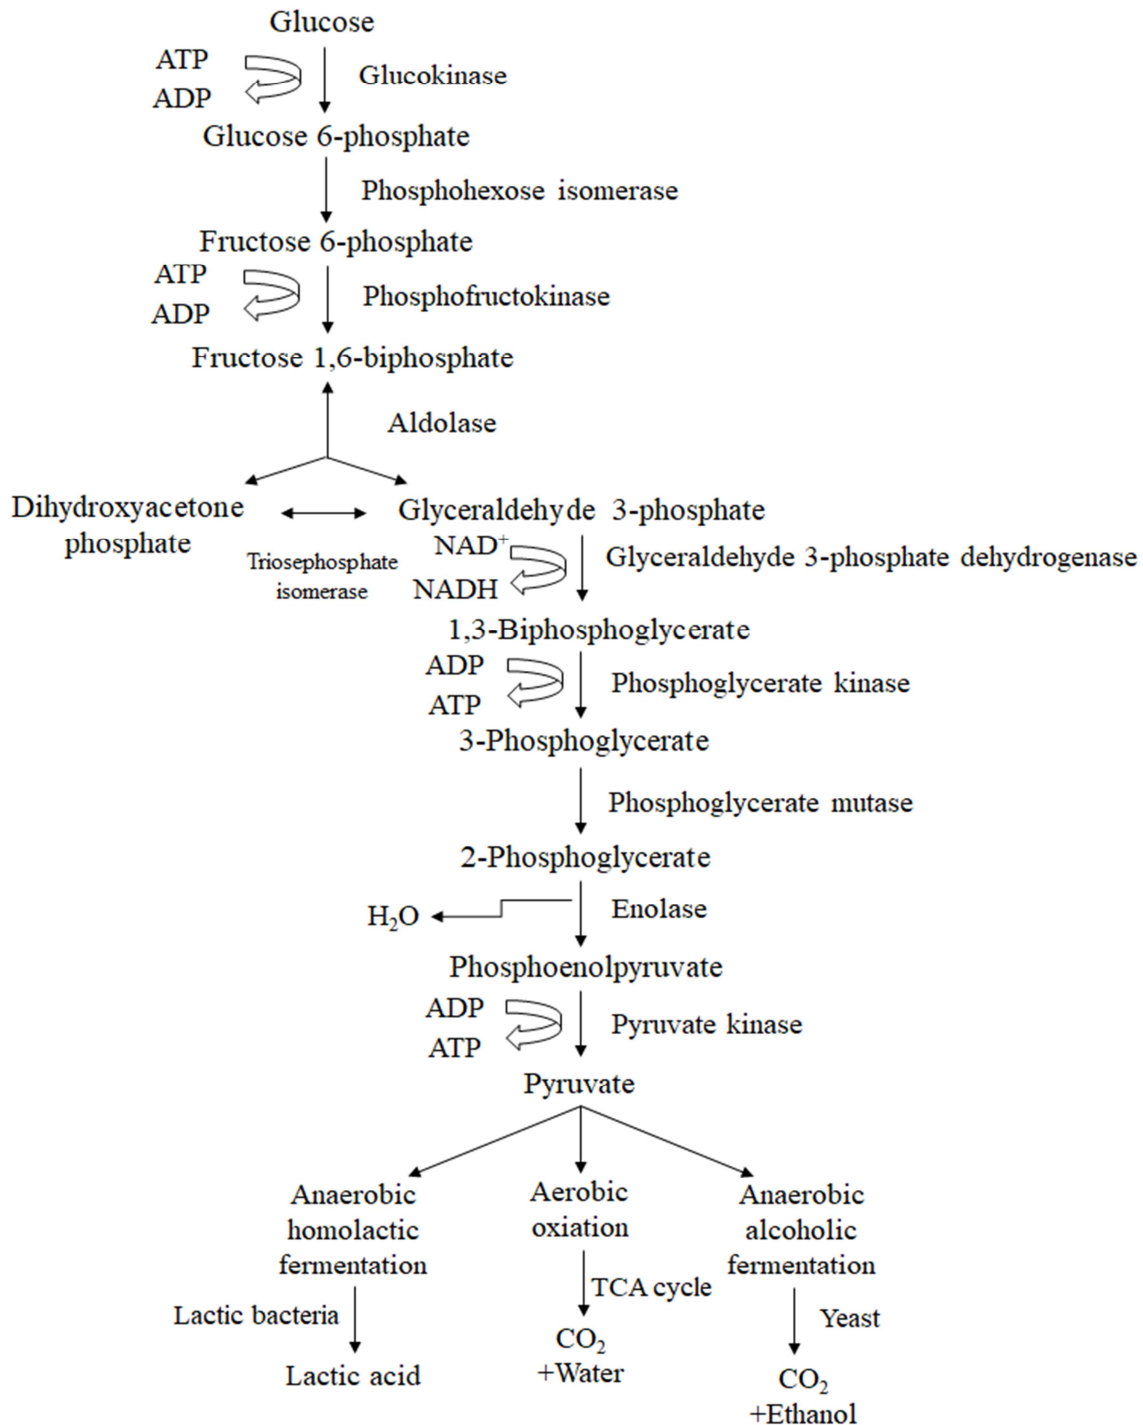 Glucose
ATP
Glucokinase
ADP
Glucose 6-phosphate
Phosphohexose isomerase
Fructose 6-phosphate
ATP
Phosphofructokinase
ADP
Fructose 1,6-biphosphate
Aldolase
Dihydroxyacetone
phosphate
Glyceraldehyde 3-phosphate
Triosephosphate
isomerase
NAD⁺
Glyceraldehyde 3-phosphate dehydrogenase
NADH
1,3-Biphosphoglycerate
ADP
Phosphoglycerate kinase
ATP
3-Phosphoglycerate
Phosphoglycerate mutase
2-Phosphoglycerate
H₂O
Enolase
Phosphoenolpyruvate
ADP
Pyruvate kinase
ATP
Pyruvate
Anaerobic
homolactic
fermentation
Aerobic
oxiation
Anaerobic
alcoholic
fermentation
Lactic bacteria
TCA cycle
Yeast
Lactic acid
CO₂
+Water
CO₂
+Ethanol